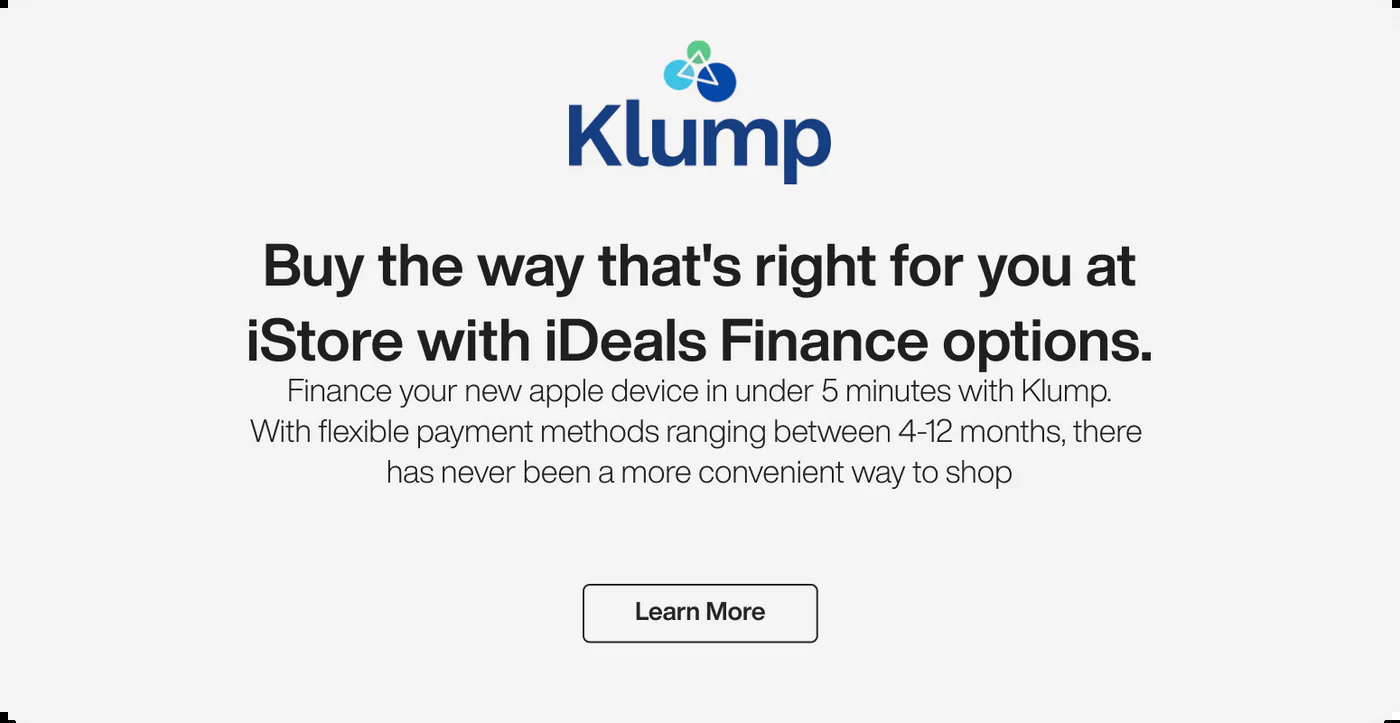 Klump
Buy the way that's right for you at
iStore with iDeals Finance options.
Finance your new apple device in under 5 minutes with Klump.
With flexible payment methods ranging between 4-12 months, there
has never been a more convenient way to shop
Learn More